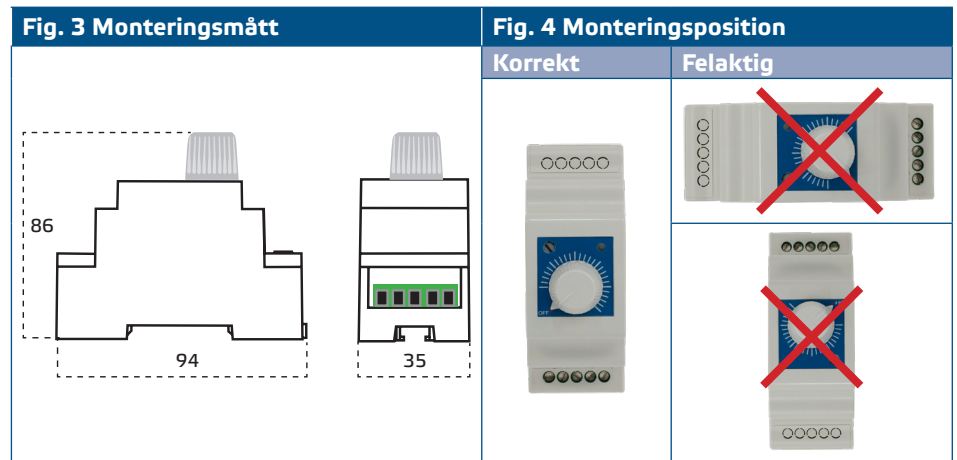 Fig. 3 Monteringsmått
Fig. 4 Monteringsposition
Korrekt
Felaktig
86
94
35
OFF